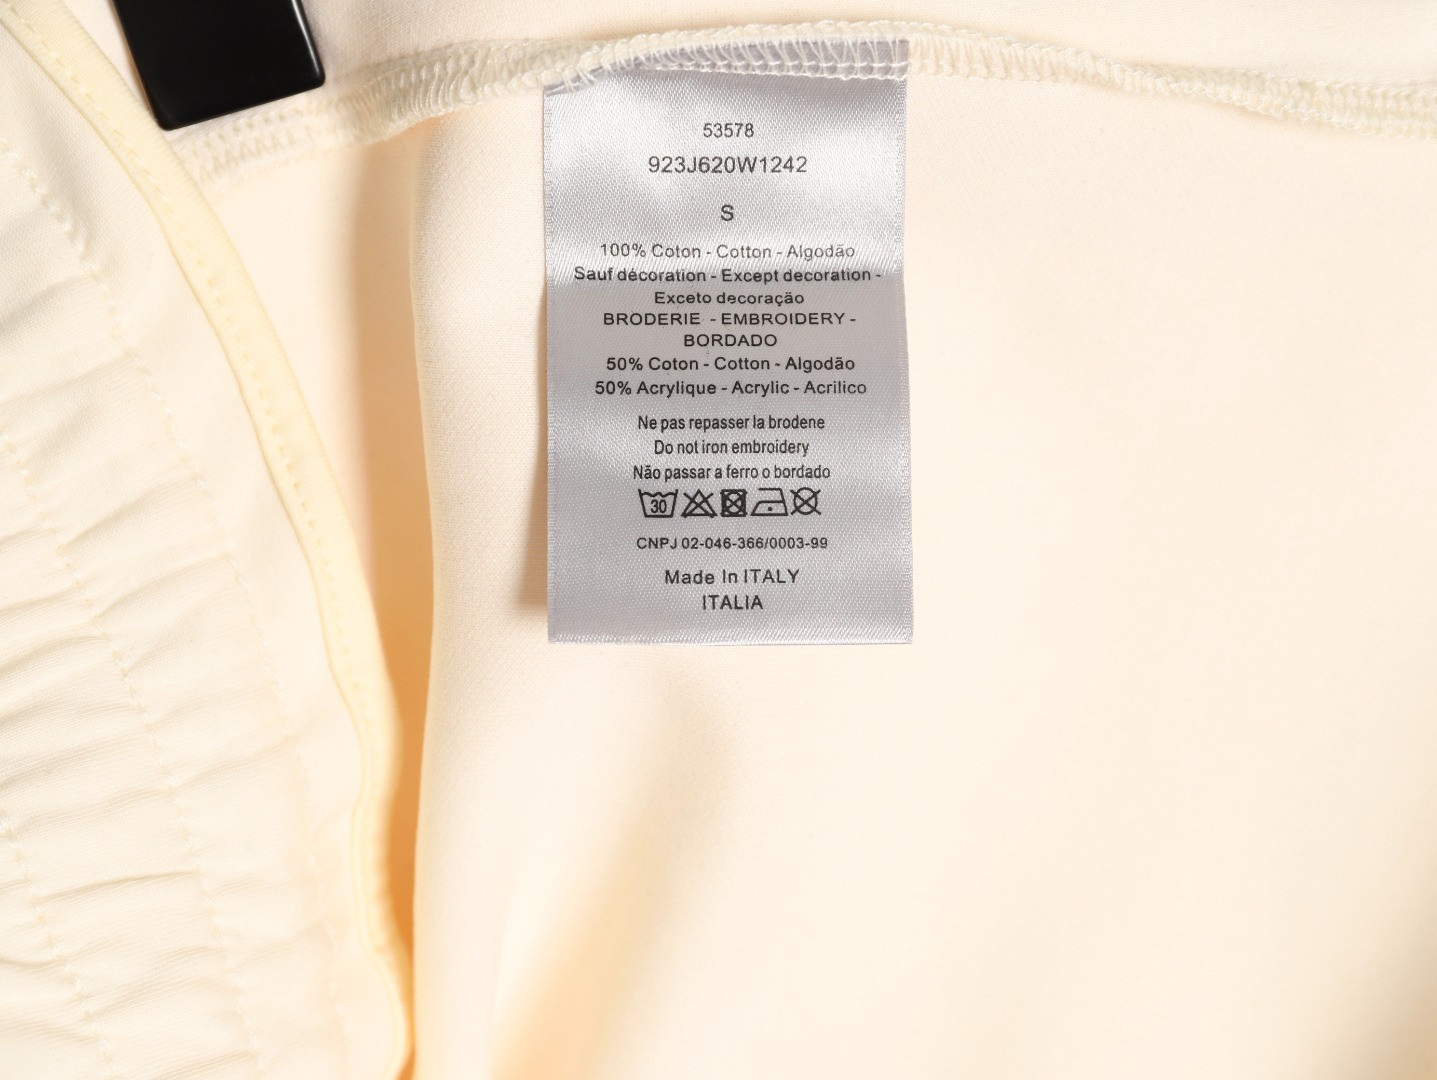 53578
923J620W1242
S
100% Coton - Cotton - Algodão
Sauf décoration - Except decoration -
Exceto decoração
BRODERIE - EMBROIDERY -
BORDADO
50% Coton - Cotton - Algodão
50% Acrylique - Acrylic - Acrilico
Ne pas repasser la brodene
Do not iron embroidery
Não passar a ferro o bordado
30
CNPJ 02-046-366/0003-99
Made In ITALY
ITALIA